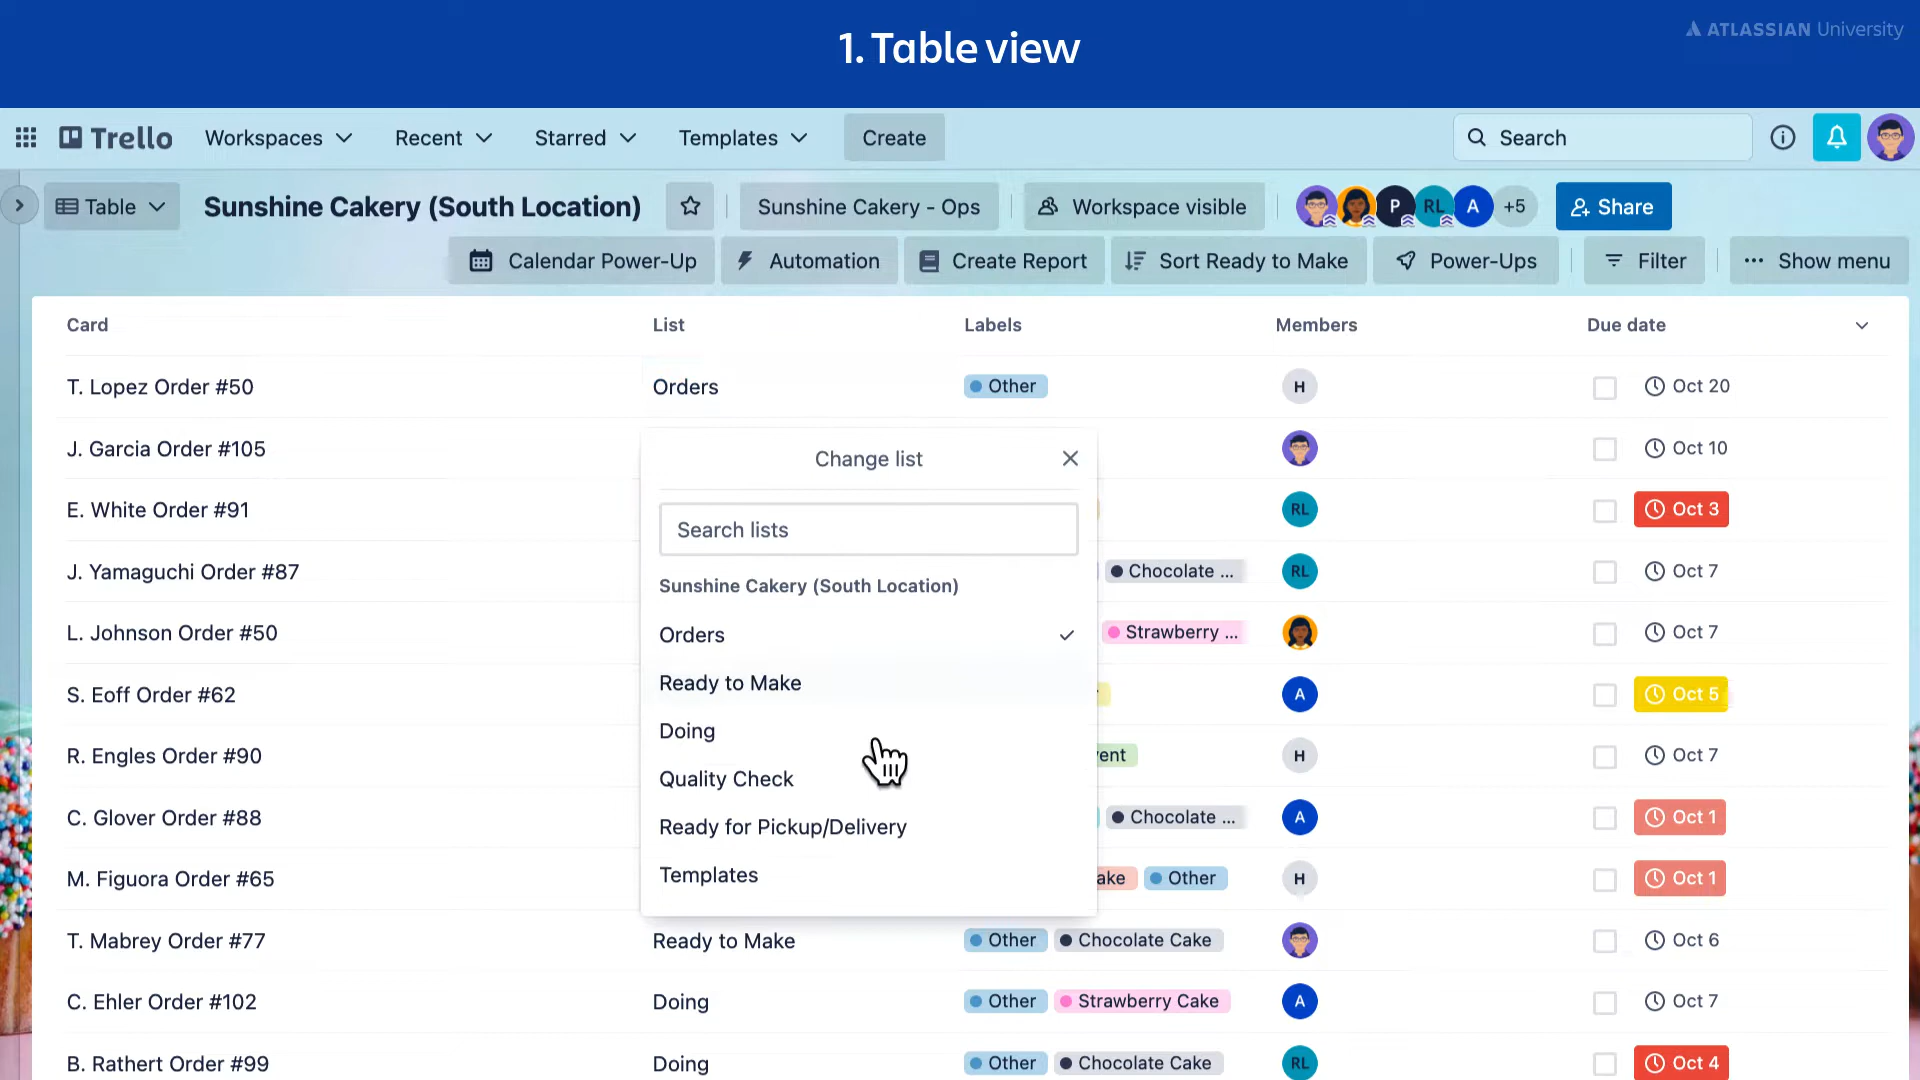 1. Table view
ATLASSIAN University
Trello Workspaces Recent Starred Templates Create Search
Table Sunshine Cakery (South Location) Sunshine Cakery - Ops Workspace visible P RL A +5 Share
Calendar Power-Up Automation Create Report Sort Ready to Make Power-Ups Filter ... Show menu
Card List Labels Members Due date
T. Lopez Order #50 Orders Other H Oct 20
J. Garcia Order #105 Oct 10
E. White Order #91 RL Oct 3
J. Yamaguchi Order #87 Chocolate ... RL Oct 7
L. Johnson Order #50 Strawberry ... Oct 7
S. Eoff Order #62 A Oct 5
R. Engles Order #90 ent H Oct 7
C. Glover Order #88 Chocolate ... A Oct 1
M. Figuora Order #65 ake Other H Oct 1
T. Mabrey Order #77 Ready to Make Other Chocolate Cake Oct 6
C. Ehler Order #102 Doing Other Strawberry Cake A Oct 7
B. Rathert Order #99 Doing Other Chocolate Cake RL Oct 4
Change list
Search lists
Sunshine Cakery (South Location)
Orders
Ready to Make
Doing
Quality Check
Ready for Pickup/Delivery
Templates